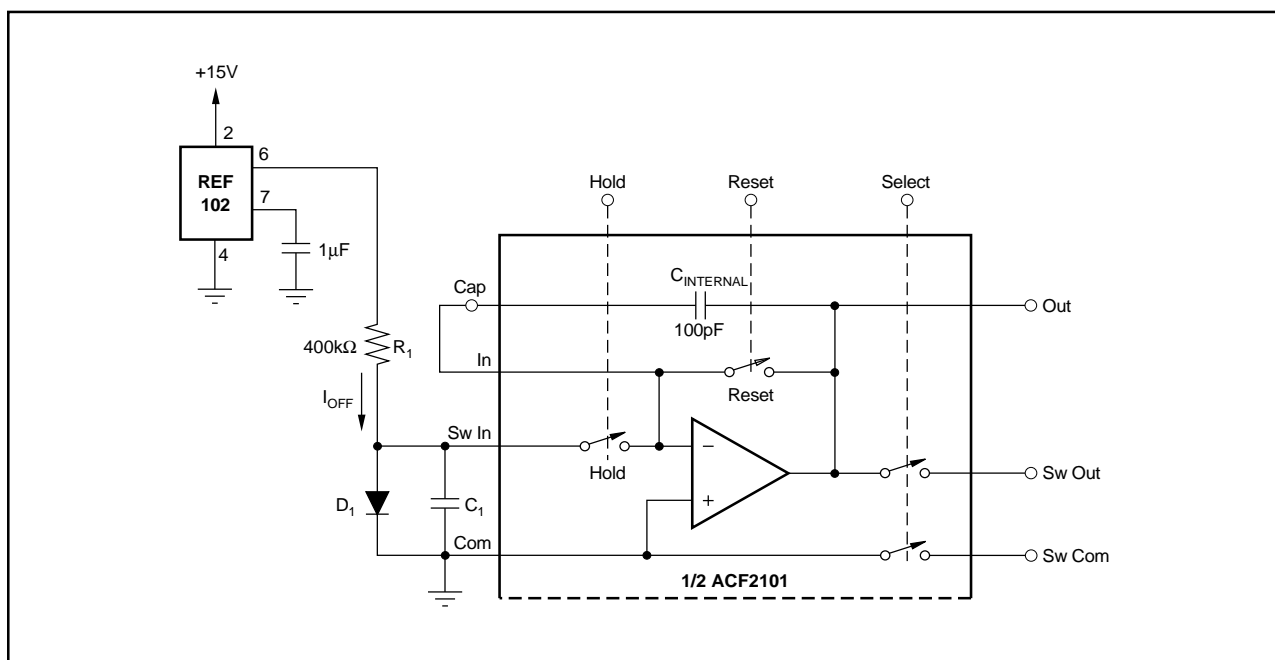 +15V
2
6
REF
102
7
4
1µF
Hold
Reset
Select
Cap
CINTERNAL
100pF
Out
400kΩ
R1
In
Reset
IOFF
Sw In
Hold
−
+
Sw Out
D1
C1
Com
Sw Com
1/2 ACF2101